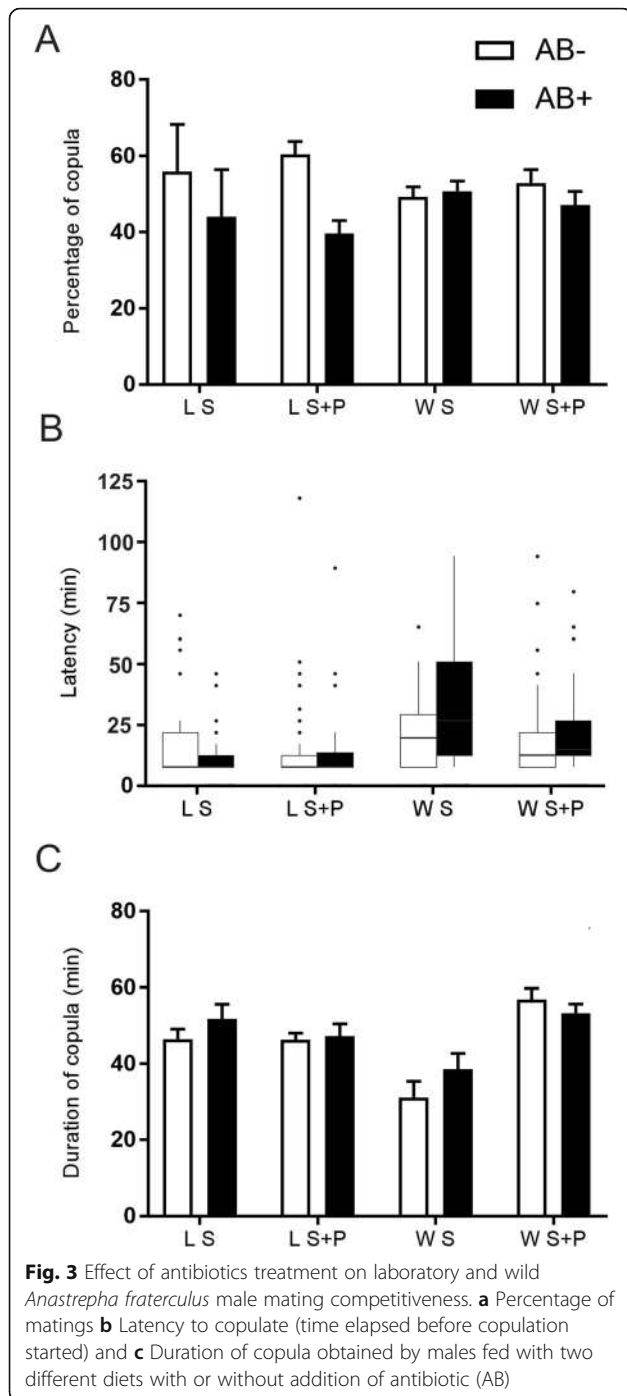 A
AB-
AB+
80
60
40
20
0
Percentage of copula
L S L S+P W S W S+P
B
125
100
75
50
25
0
Latency (min)
L S L S+P W S W S+P
C
80
60
40
20
0
Duration of copula (min)
L S L S+P W S W S+P
Fig. 3 Effect of antibiotics treatment on laboratory and wild
Anastrepha fraterculus male mating competitiveness. a Percentage of
matings b Latency to copulate (time elapsed before copulation
started) and c Duration of copula obtained by males fed with two
different diets with or without addition of antibiotic (AB)